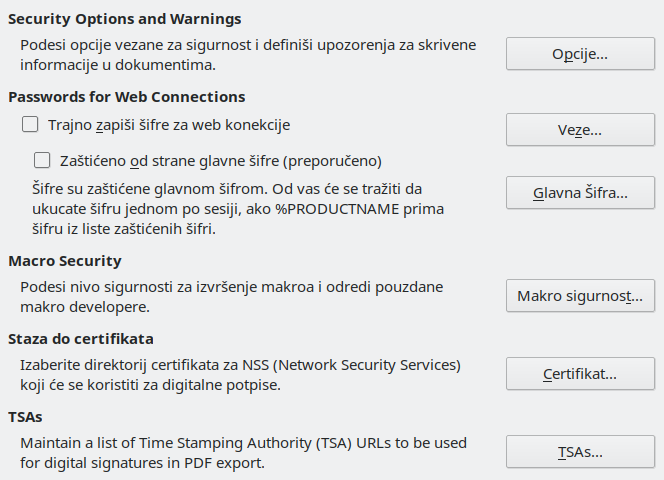 Security Options and Warnings
Podesi opcije vezane za sigurnost i definiši upozorenja za skrivene
informacije u dokumentima.
Opcije...
Passwords for Web Connections
Trajno zapiši šifre za web konekcije
Veze...
Zaštićeno od strane glavne šifre (preporučeno)
Šifre su zaštićene glavnom šifrom. Od vas će se tražiti da
ukucate šifru jednom po sesiji, ako %PRODUCTNAME prima
šifru iz liste zaštićenih šifri.
Glavna Šifra...
Macro Security
Podesi nivo sigurnosti za izvršenje makroa i odredi pouzdane
makro developere.
Makro sigurnost...
Staza do certifikata
Izaberite direktorij certifikata za NSS (Network Security Services)
koji će se koristiti za digitalne potpise.
Certifikat...
TSAs
Maintain a list of Time Stamping Authority (TSA) URLs to be used
for digital signatures in PDF export.
TSAs...